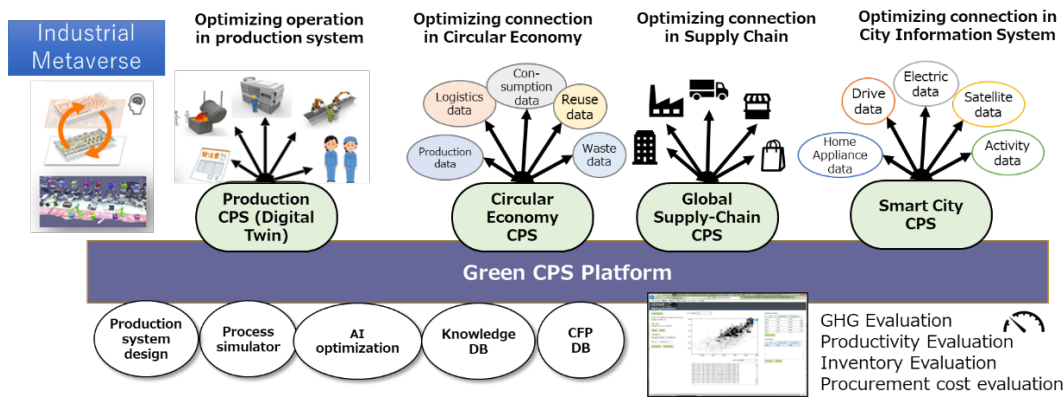 Industrial
Metaverse
Optimizing operation
in production system
Optimizing connection
in Circular Economy
Optimizing connection
in Supply Chain
Optimizing connection in
City Information System
Logistics
data
Con-
sumption
data
Reuse
data
Production
data
Waste
data
Drive
data
Electric
data
Satellite
data
Home
Appliance
data
Activity
data
Production
CPS (Digital
Twin)
Circular
Economy
CPS
Global
Supply-Chain
CPS
Smart City
CPS
Green CPS Platform
Production
system
design
Process
simulator
AI
optimization
Knowledge
DB
CFP
DB
GHG Evaluation
Productivity Evaluation
Inventory Evaluation
Procurement cost evaluation